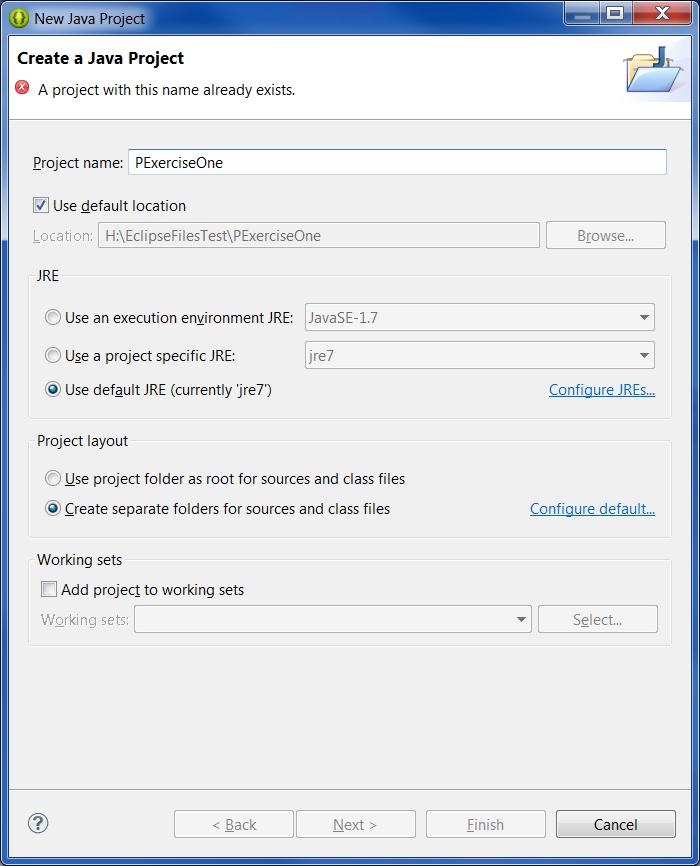 New Java Project
Create a Java Project
A project with this name already exists.
Project name: PExerciseOne
Use default location
Location: H:\EclipseFilesTest\PExerciseOne Browse...
JRE
Use an execution environment JRE: JavaSE-1.7
Use a project specific JRE: jre7
Use default JRE (currently 'jre7') Configure JREs...
Project layout
Use project folder as root for sources and class files
Create separate folders for sources and class files Configure default...
Working sets
Add project to working sets
Working sets: Select...
? < Back Next > Finish Cancel